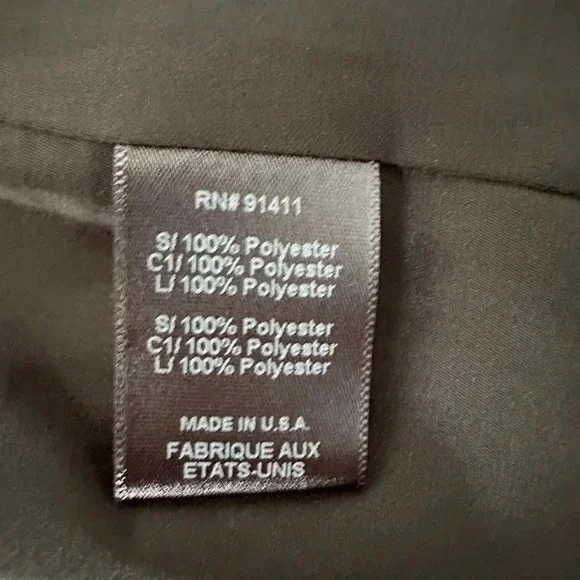 RN# 91411
S/ 100% Polyester
C1/ 100% Polyester
L/ 100% Polyester
S/ 100% Polyester
C1/ 100% Polyester
L/ 100% Polyester
MADE IN U.S.A.
FABRIQUE AUX
ETATS-UNIS